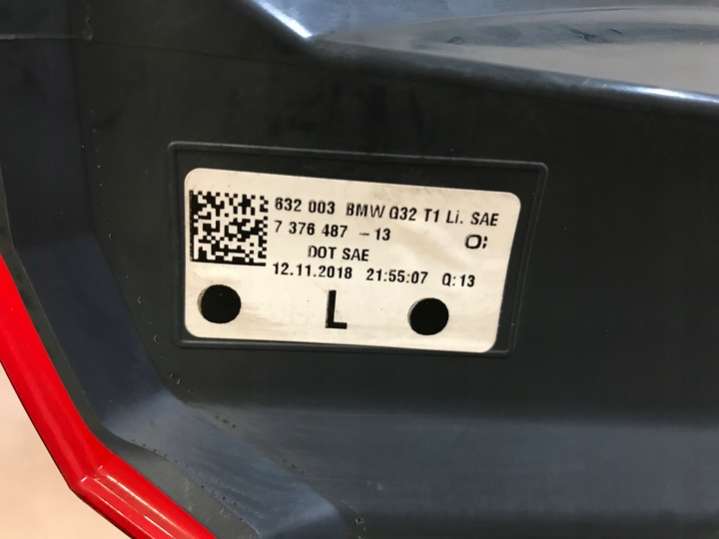 632 003 BMW G32 T1 Li. SAE
7 376 487 -13
DOT SAE
12.11.2018 21:55:07 Q:13
L